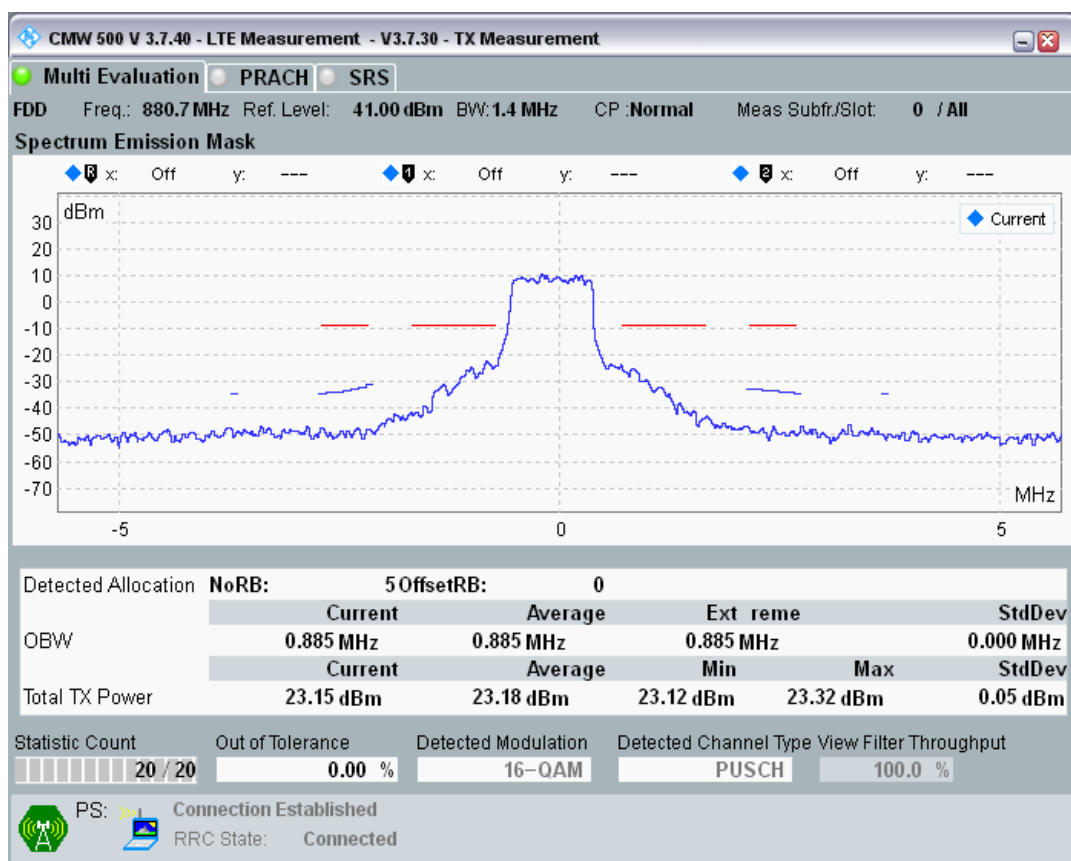 CMW 500 V 3.7.40 - LTE Measurement - V3.7.30 - TX Measurement
Multi Evaluation PRACH SRS
FDD Freq.: 880.7 MHz Ref. Level: 41.00 dBm BW: 1.4 MHz CP :Normal Meas Subfr./Slot: 0 / All
Spectrum Emission Mask
R x: Off y: --- 1 x: Off y: --- 2 x: Off y: ---
dBm
Current
30
20
10
0
-10
-20
-30
-40
-50
-60
-70
MHz
-5 0 5
Detected Allocation NoRB: 5 OffsetRB: 0
Current Average Ext reme StdDev
OBW 0.885 MHz 0.885 MHz 0.885 MHz 0.000 MHz
Current Average Min Max StdDev
Total TX Power 23.15 dBm 23.18 dBm 23.12 dBm 23.32 dBm 0.05 dBm
Statistic Count Out of Tolerance Detected Modulation Detected Channel Type View Filter Throughput
20 / 20 0.00 % 16-QAM PUSCH 100.0 %
PS: Connection Established
RRC State: Connected